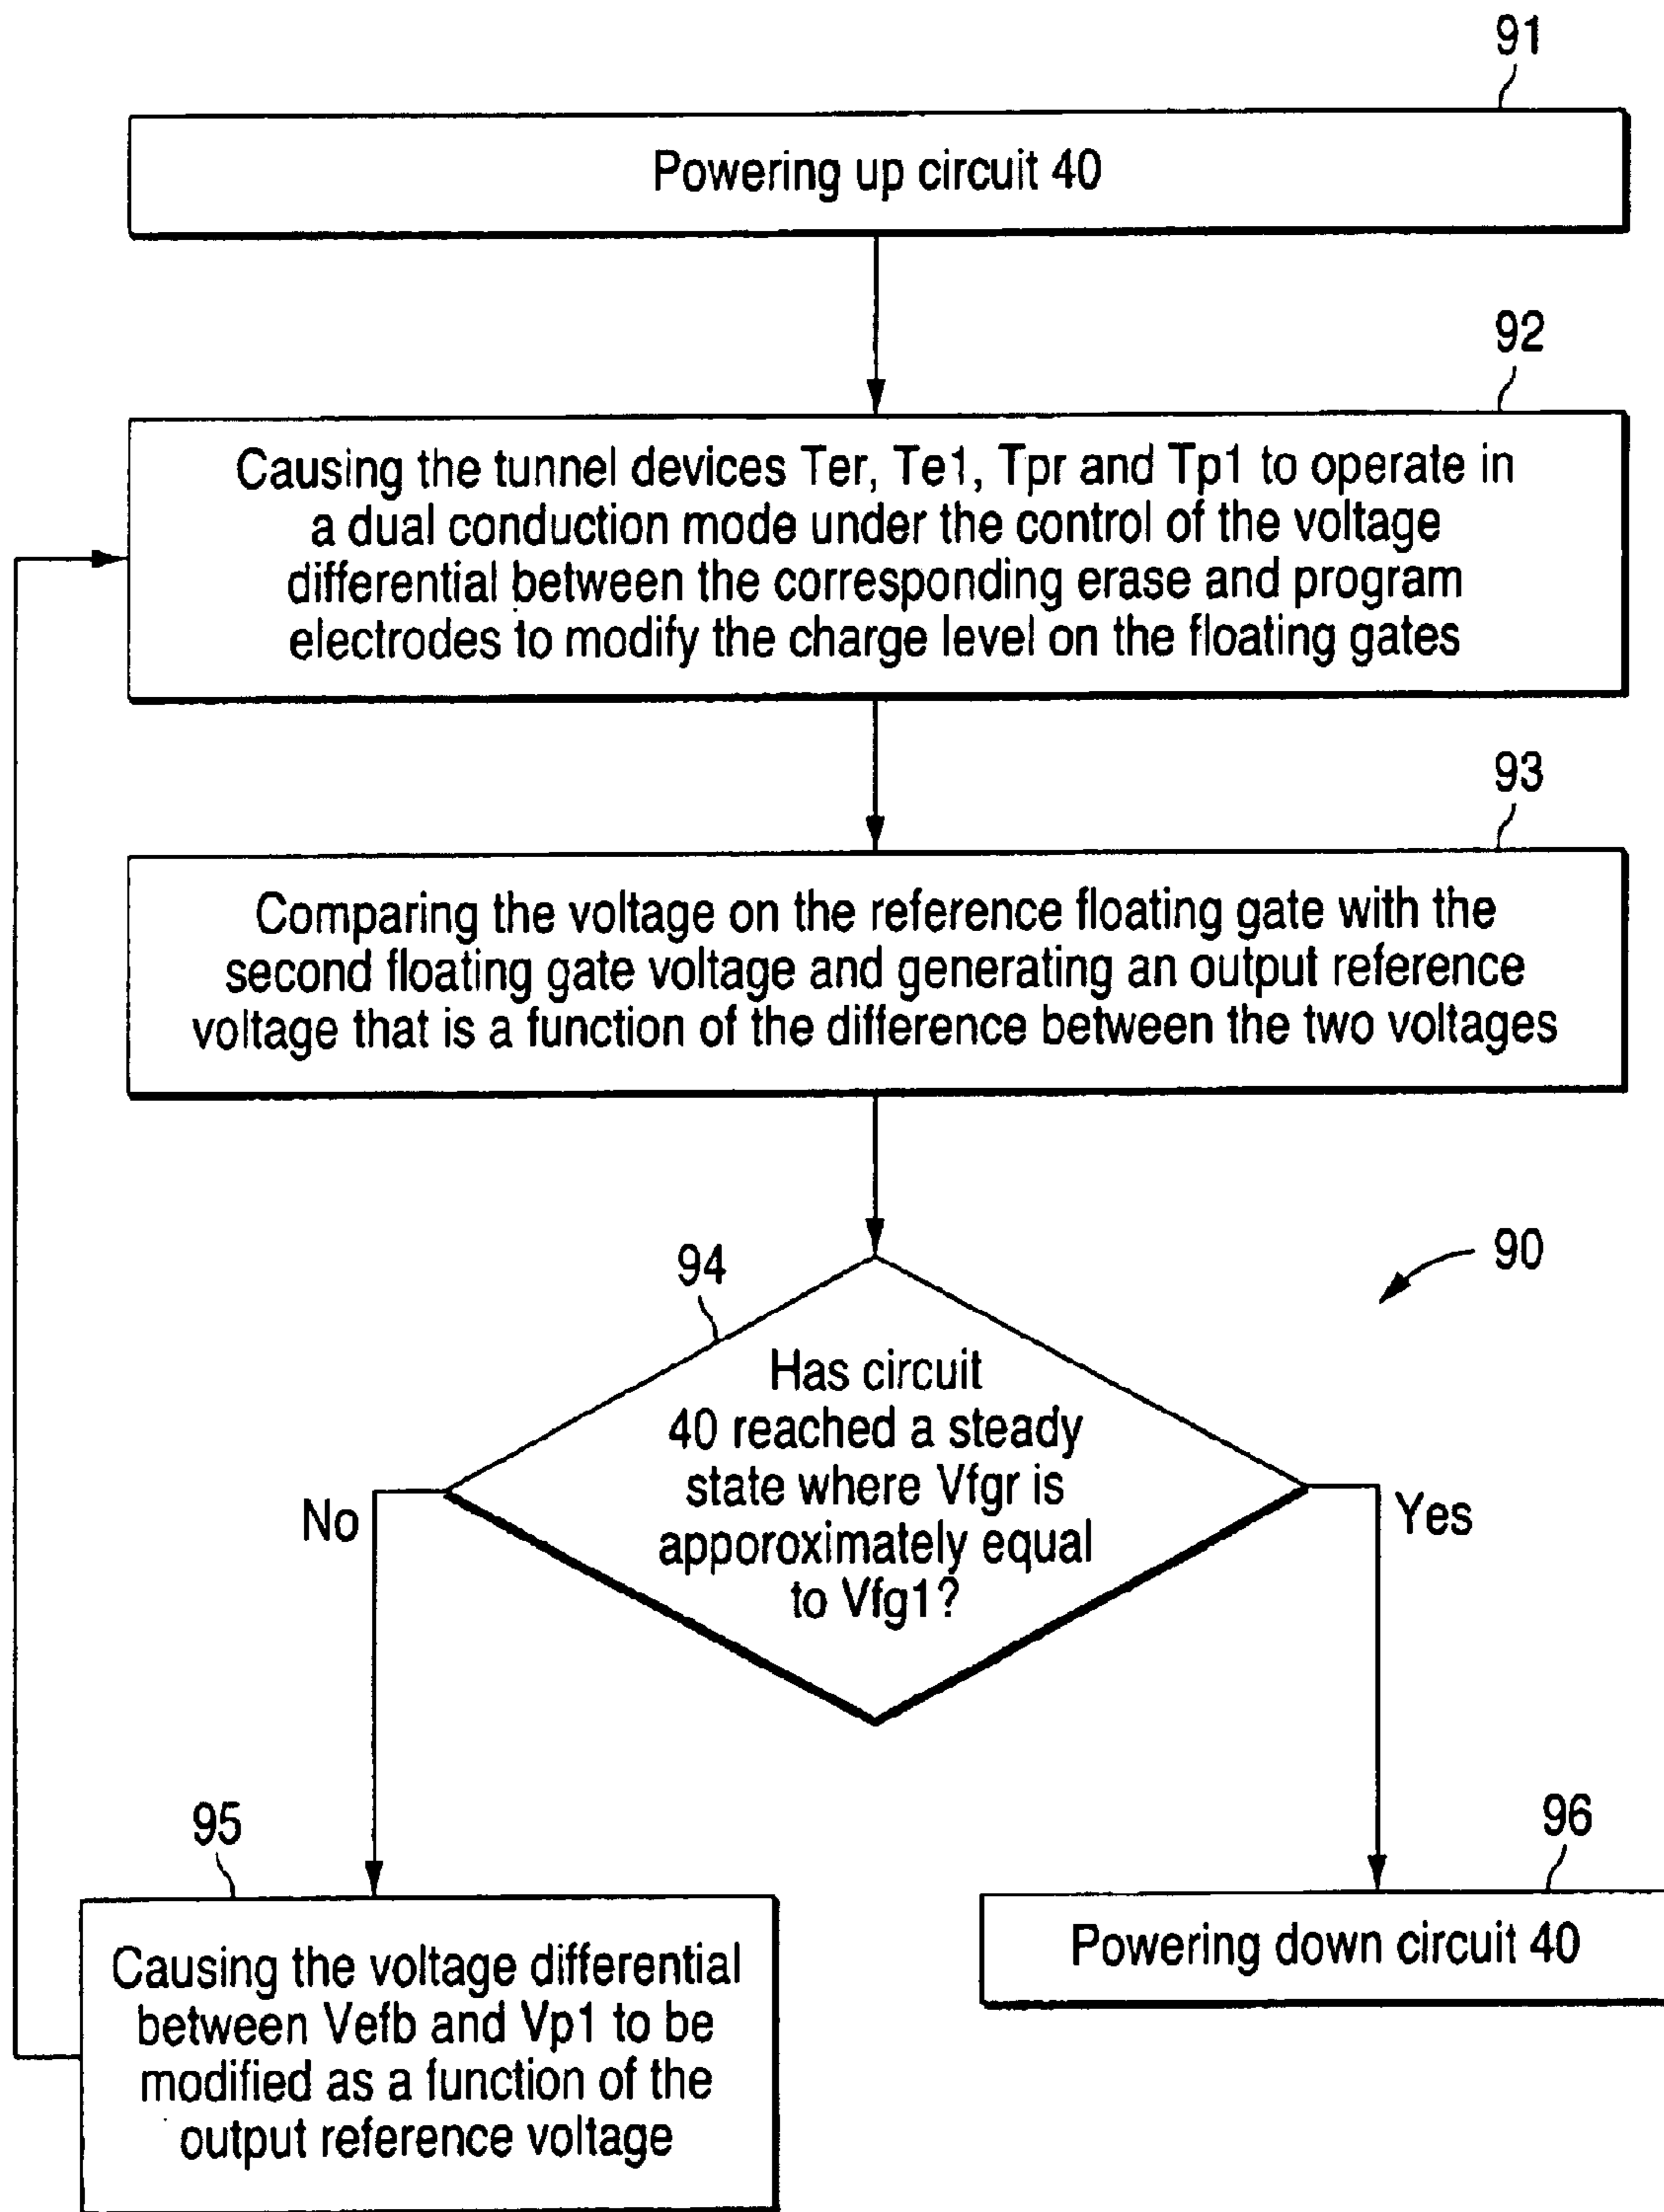 91
Powering up circuit 40
92
Causing the tunnel devices Ter, Te1, Tpr and Tp1 to operate in
a dual conduction mode under the control of the voltage
differential between the corresponding erase and program
electrodes to modify the charge level on the floating gates
93
Comparing the voltage on the reference floating gate with the
second floating gate voltage and generating an output reference
voltage that is a function of the difference between the two voltages
90
94
Has circuit
40 reached a steady
state where Vfgr is
apporoximately equal
to Vfg1?
No
Yes
95
Causing the voltage differential
between Vefb and Vp1 to be
modified as a function of the
output reference voltage
96
Powering down circuit 40